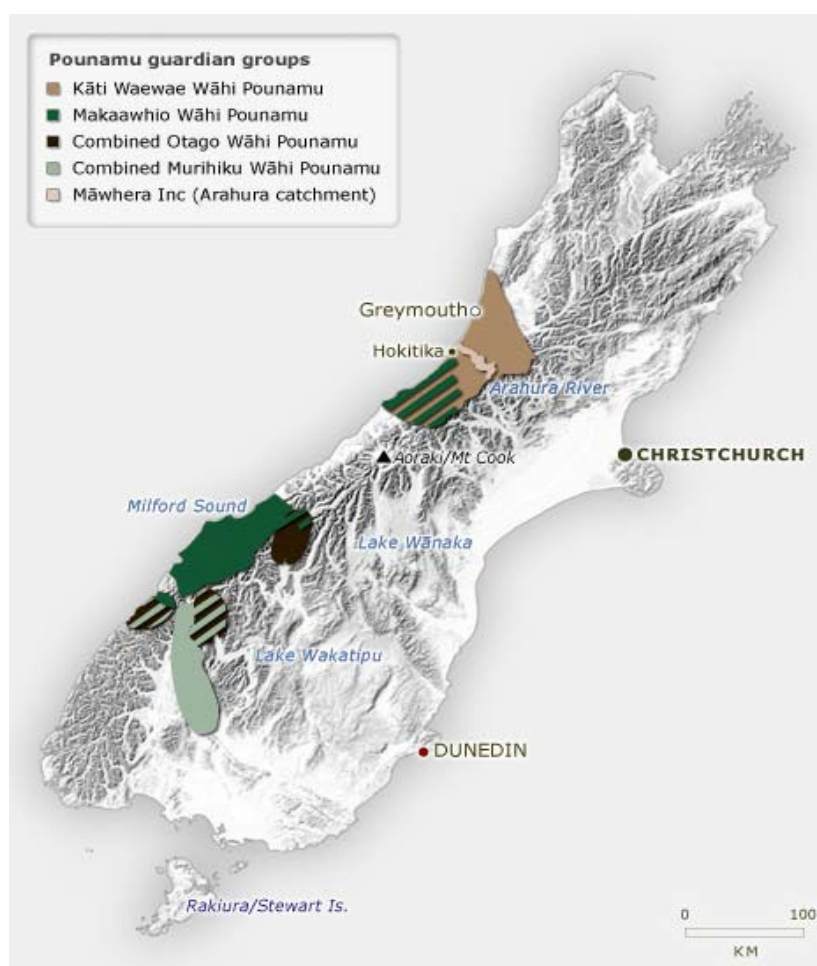 Pounamu guardian groups
Kāti Waewae Wāhi Pounamu
Makaawhio Wāhi Pounamu
Combined Otago Wāhi Pounamu
Combined Murihiku Wāhi Pounamu
Māwhera Inc (Arahura catchment)
Greymouth
Hokitika
Arahura River
CHRISTCHURCH
Aoraki/Mt Cook
Milford Sound
Lake Wānaka
Lake Wakatipu
DUNEDIN
Rakiura/Stewart Is.
0 100
KM